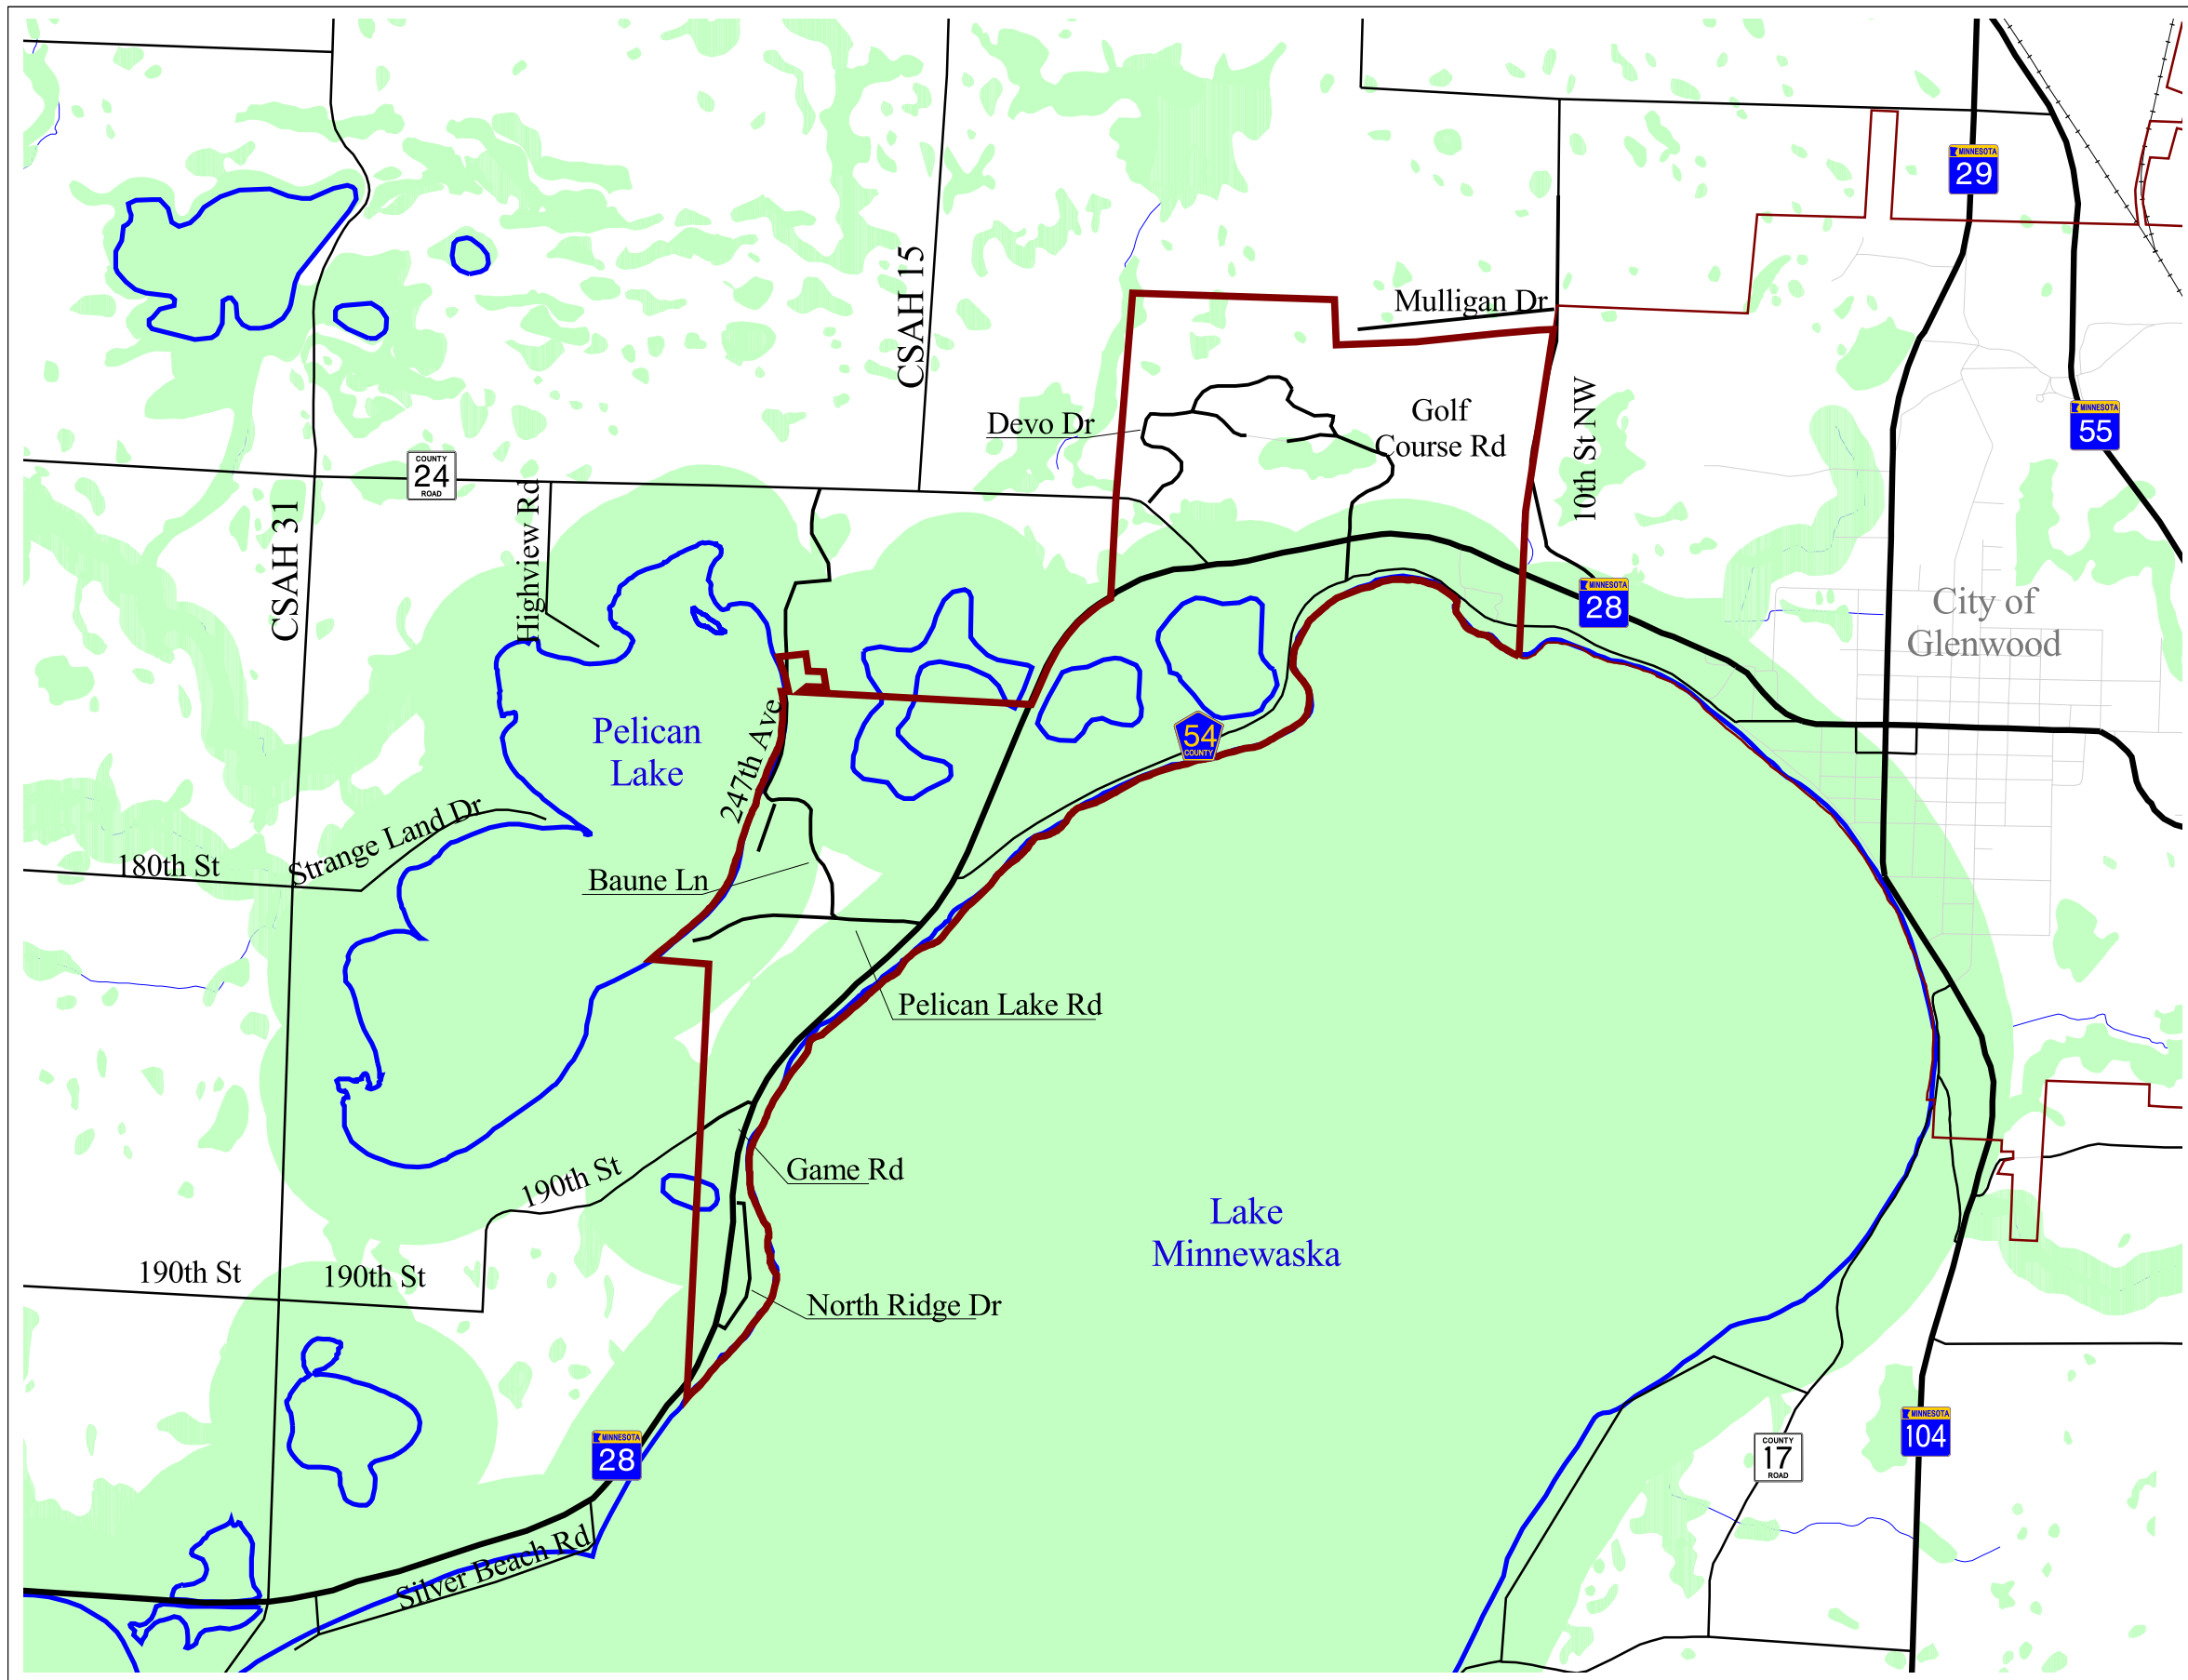 MINNESOTA
29
CSAH 15
Mulligan Dr
Devo Dr
Golf
Course Rd
10th St NW
MINNESOTA
55
COUNTY
24
ROAD
Highview Rd
CSAH 31
MINNESOTA
28
City of
Glenwood
Pelican
Lake
247th Ave
54
COUNTY
Strange Land Dr
180th St
Baune Ln
Pelican Lake Rd
Game Rd
190th St
Lake
Minnewaska
190th St
190th St
North Ridge Dr
MINNESOTA
28
MINNESOTA
104
COUNTY
17
ROAD
Silver Beach Rd